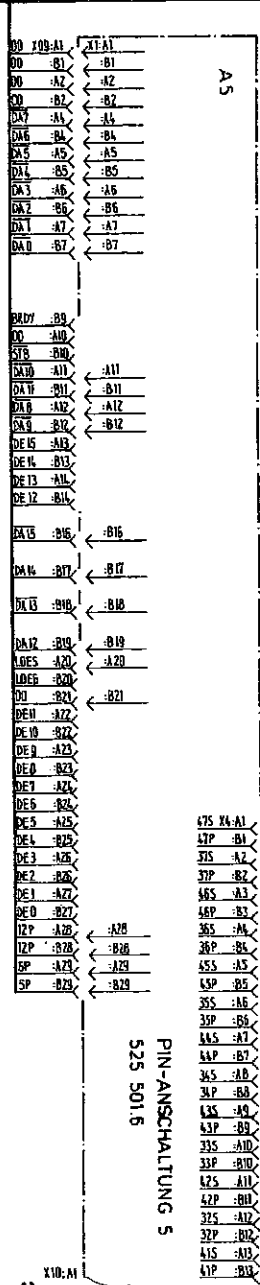 00 X09:A1 X1:A1
00 :B1 :B1
00 :A2 :A2
00 :B2 :B2
DA7 :A4 :A4
DA6 :B4 :B4
DA5 :A5 :A5
DA4 :B5 :B5
DA3 :A6 :A6
DA2 :B6 :B6
DA1 :A7 :A7
DA0 :B7 :B7
A5
BRDY :B9
00 :A10
STB :B10
DA10 :A11 :A11
DA11 :B11 :B11
DA8 :A12 :A12
DA9 :B12 :B12
DE15 :A13
DE14 :B13
DE13 :A14
DE12 :B14
DA15 :B16 :B16
DA14 :B17 :B17
DA13 :B18 :B18
DA12 :B19 :B19
LDES :A20 :A20
:B20
00 :B21 :B21
DE11 :A22
DE10 :B22
DE9 :A23
DE8 :B23
DE7 :A24
DE6 :B24
DE5 :A25
DE4 :B25
DE3 :A26
DE2 :B26
DE1 :A27
DE0 :B27
12P :A28 :A28
12P :B28 :B28
5P :A29 :A29
5P :B29 :B29
PIN-ANSCHALTUNG 5
525 501.6
47S X4:A1
47P :B1
37S :A2
37P :B2
46S :A3
46P :B3
36S :A4
36P :B4
45S :A5
45P :B5
35S :A6
35P :B6
44S :A7
44P :B7
34S :A8
34P :B8
43S :A9
43P :B9
33S :A10
33P :B10
42S :A11
42P :B11
32S :A12
32P :B12
41S :A13
41P :B13
X10:A1